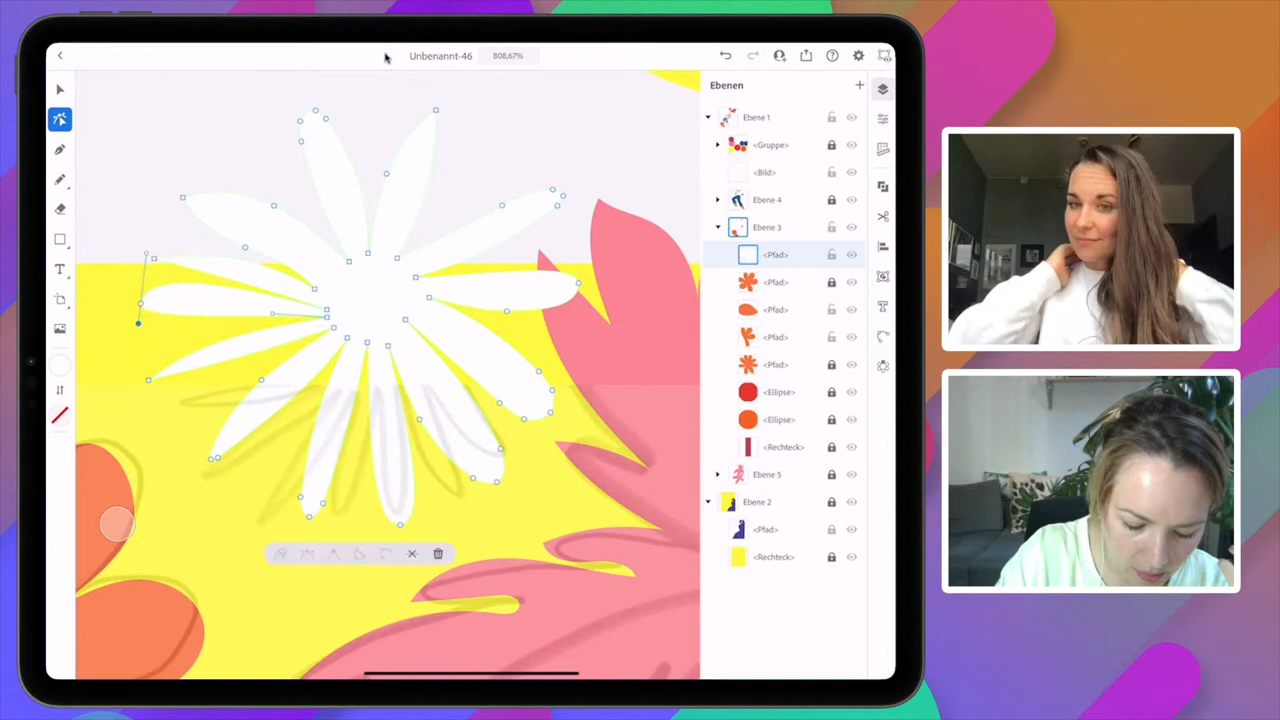 Unbenannt-46
808,67%
Ebenen
Ebene 1
<Gruppe>
<Bild>
Ebene 4
Ebene 3
<Pfad>
<Pfad>
<Pfad>
<Pfad>
<Pfad>
<Ellipse>
<Ellipse>
<Rechteck>
Ebene 5
Ebene 2
<Pfad>
<Rechteck>